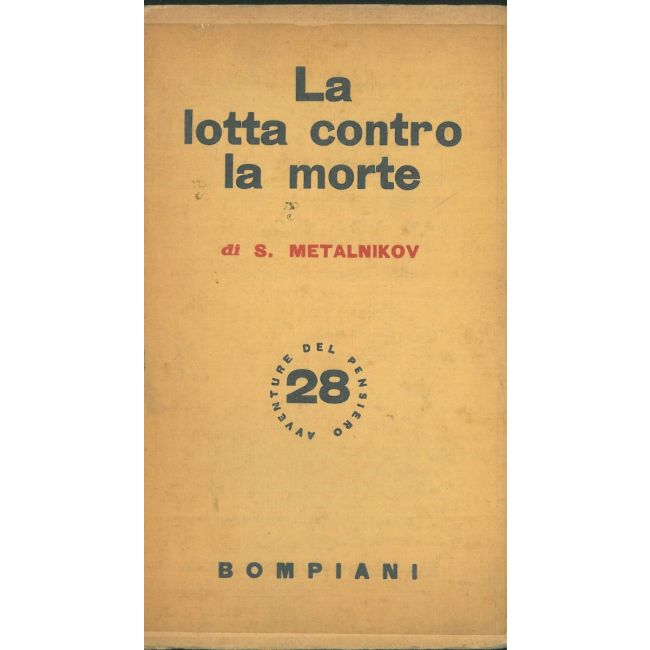 La
lotta contro
la morte
di S. METALNIKOV
AVVENTURE DEL PENSIERO
28
BOMPIANI